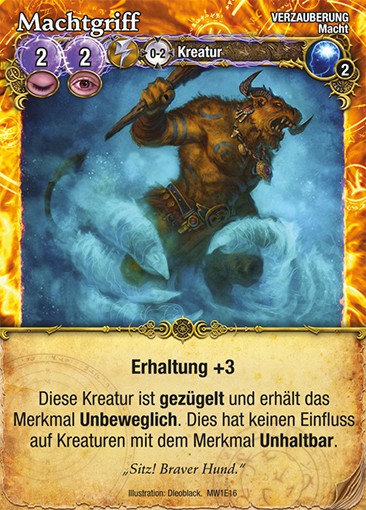 Machtgriff
VERZAUBERUNG
Macht
2 2 0-2 Kreatur
2
Erhaltung +3
Diese Kreatur ist gezügelt und erhält das
Merkmal Unbeweglich. Dies hat keinen Einfluss
auf Kreaturen mit dem Merkmal Unhaltbar.
„Sitz! Braver Hund.“
Illustration: Dieoblack. MW1E16